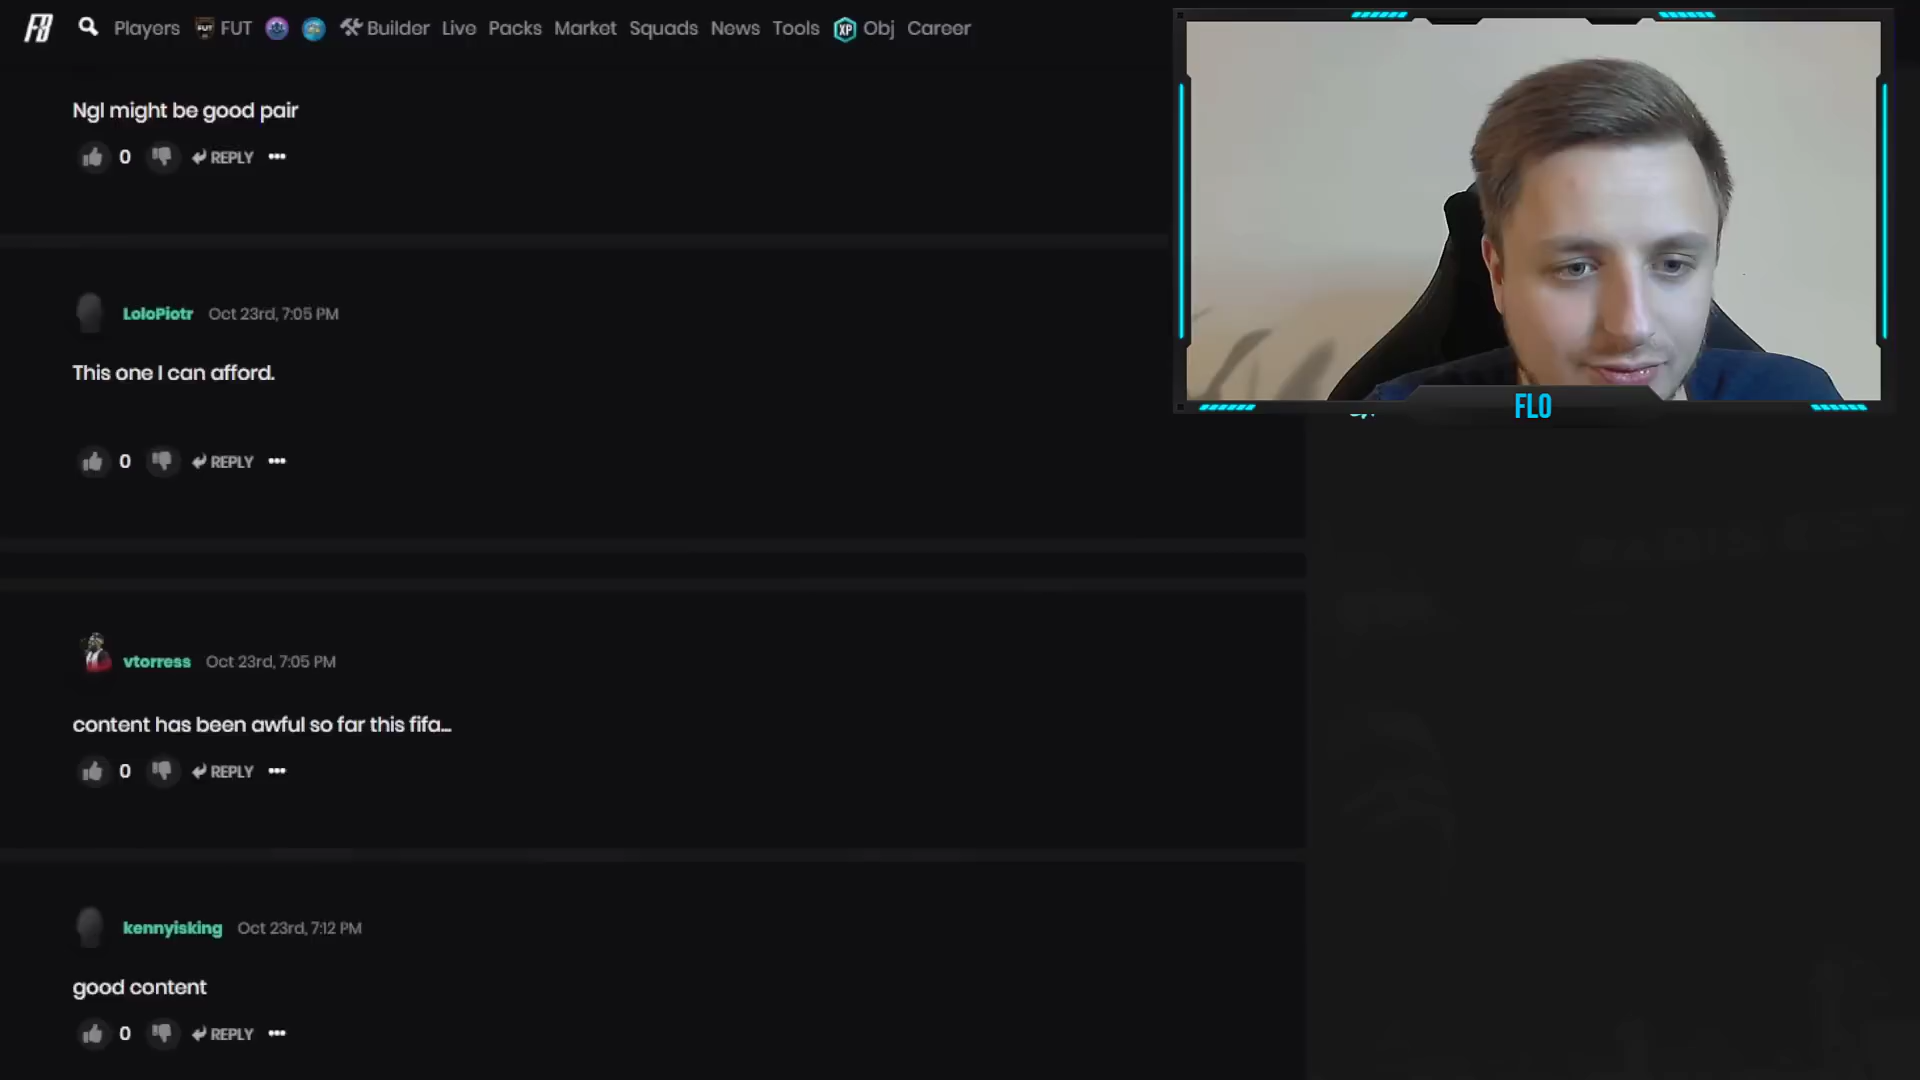 Players FUT Builder Live Packs Market Squads News Tools XP Obj Career
Ngl might be good pair
0 REPLY
LoloPiotr Oct 23rd, 7:05 PM
This one I can afford.
0 REPLY
vtorress Oct 23rd, 7:05 PM
content has been awful so far this fifa...
0 REPLY
kennyisking Oct 23rd, 7:12 PM
good content
0 REPLY
FLO